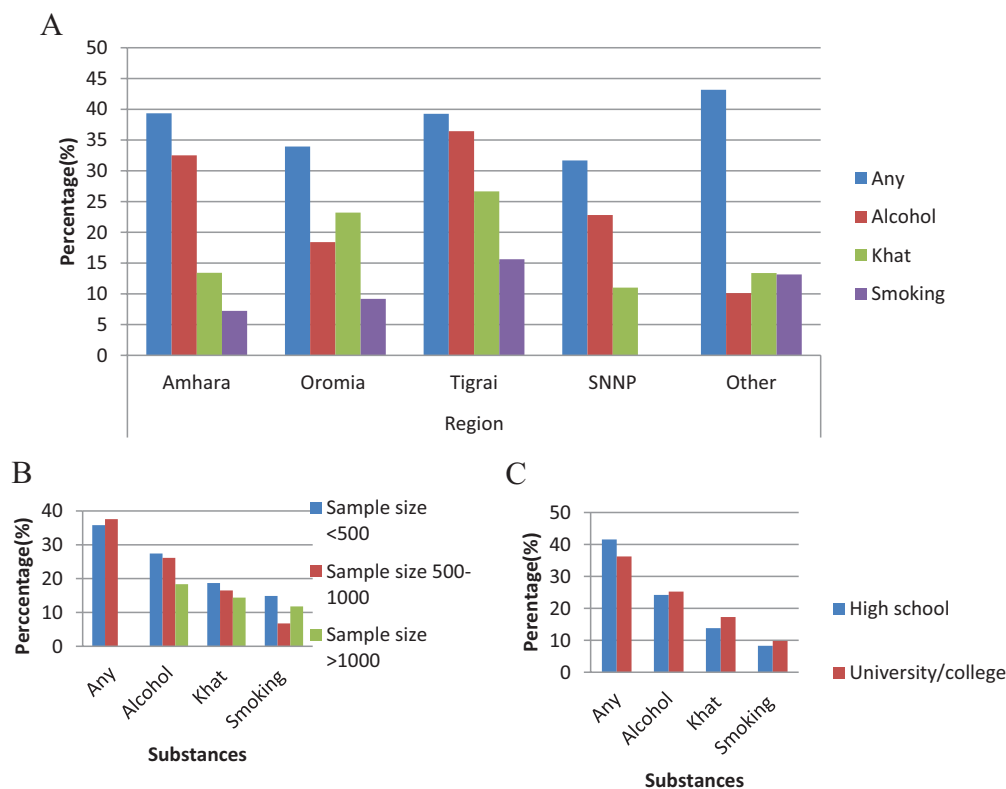 A
50
45
40
35
30
25
20
15
10
5
0
Percentage(%)
Amhara Oromia Tigrai SNNP Other
Region
Any
Alcohol
Khat
Smoking
B
40
30
20
10
0
Perccentage(%)
Any Alcohol Khat Smoking
Substances
Sample size
<500
Sample size 500-
1000
Sample size
>1000
C
50
40
30
20
10
0
Perentage(%)
Any Alcohol Khat Smoking
Substances
High school
University/college